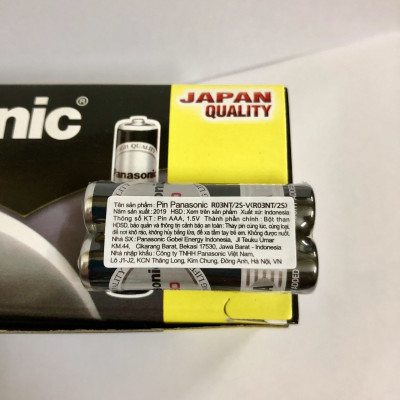 nic®
JAPAN
QUALITY
Tên sản phẩm: Pin Panasonic R03NT/2S-V(R03NT/2S)
Năm sản xuất: 2019 HSD: Xem trên sản phẩm Xuất xứ: Indonesia
Thông số KT: Pin AAA, 1.5V Thành phần chính: Bột than
HDSD, bảo quản và thông tin cảnh báo an toàn: Thay pin cùng lúc, cùng loại,
để nơi khô ráo, không hủy bằng lửa, để xa tầm tay trẻ em. Không được nuốt.
Nhà SX: Panasonic Gobel Energy Indonesia, Jl Teuku Umar
KM.44, Cikarang Barat, Bekasi 17530, Jawa Barat - Indonesia
Nhà nhập khẩu: Công ty TNHH Panasonic Việt Nam,
Lô J1-J2, KCN Thăng Long, Kim Chung, Đông Anh, Hà Nội, VN
ADDED